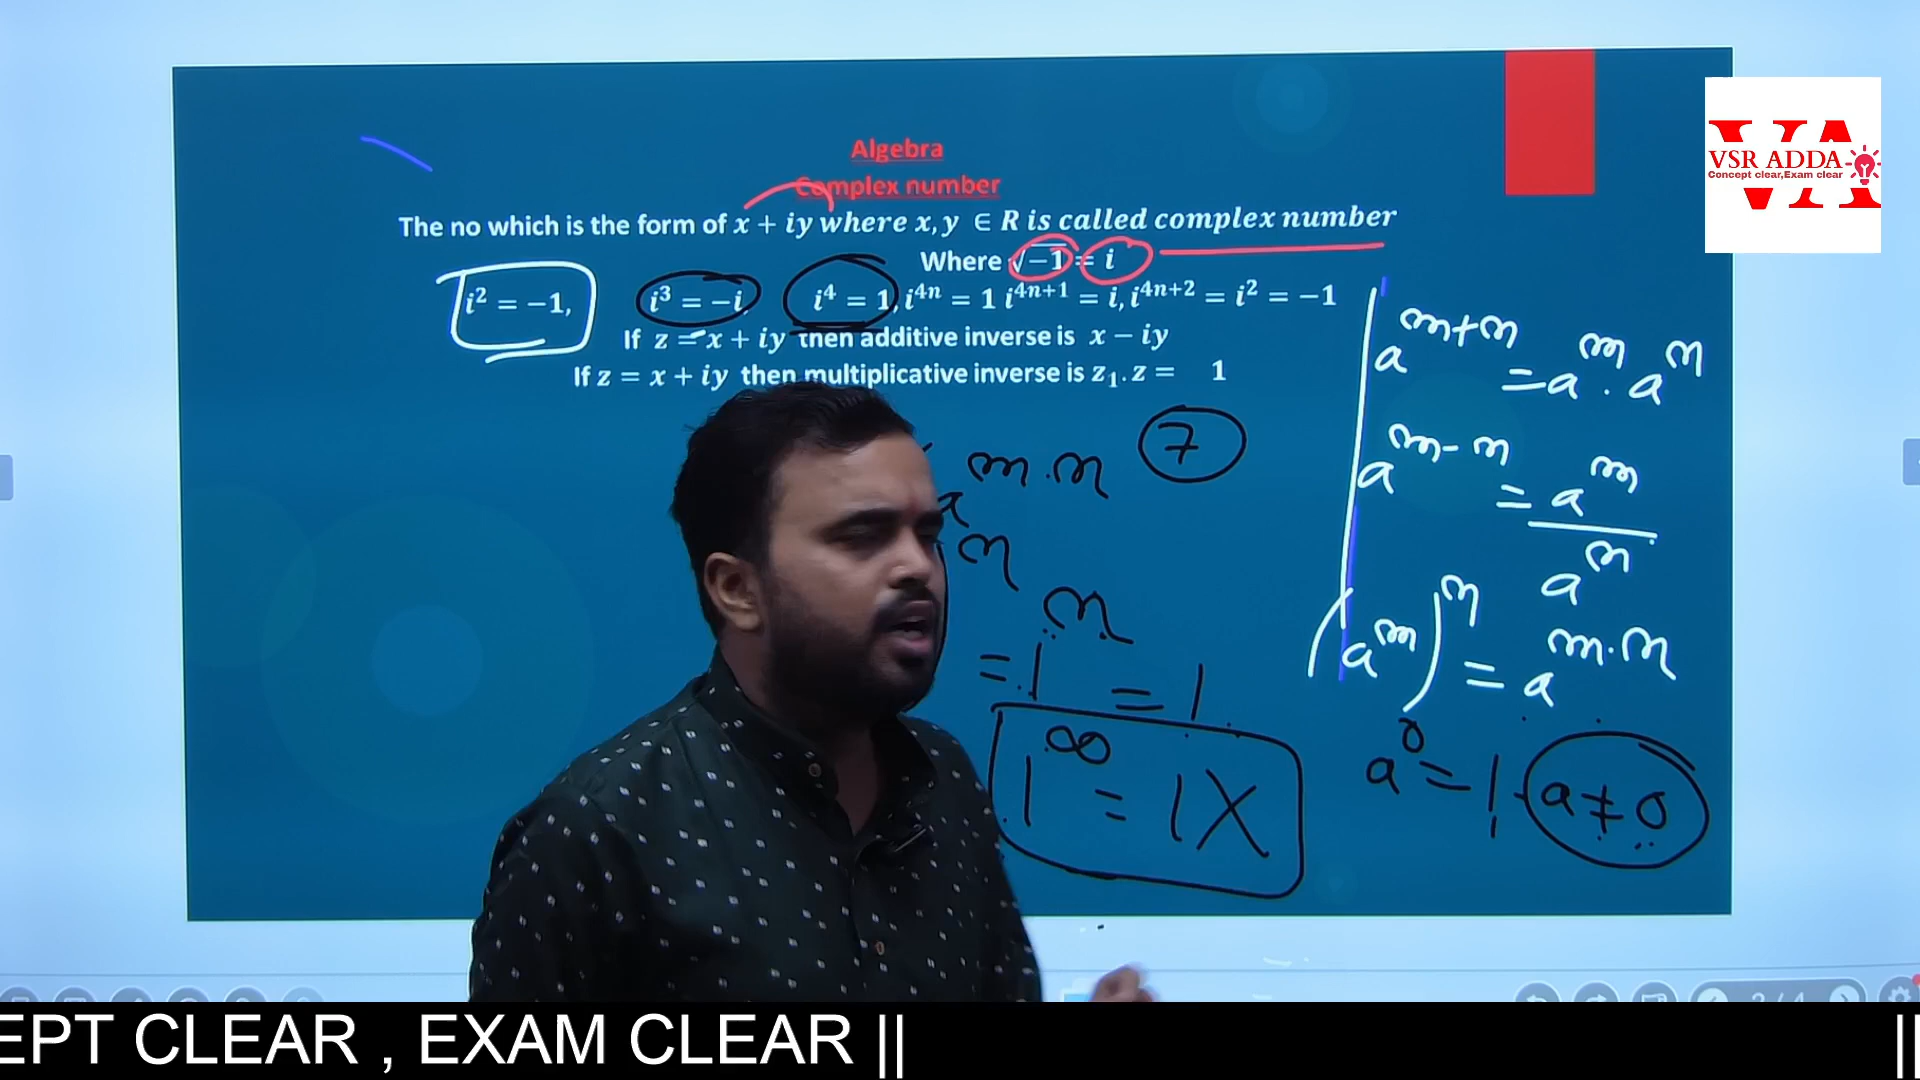 Algebra
Complex number
The no which is the form of x + iy where x, y ∈ R is called complex number
Where √−1 = i
i² = −1, i³ = −i, i⁴ = 1, i⁴ⁿ = 1 i⁴ⁿ⁺¹ = i, i⁴ⁿ⁺² = i² = −1
If z = x + iy then additive inverse is x − iy
If z = x + iy then multiplicative inverse is z₁. z = 1
VSR ADDA
Concept clear,Exam clear
aᵐ⁺ⁿ = aᵐ · aⁿ
aᵐ⁻ⁿ = aᵐ / aⁿ
(aᵐ)ⁿ = aᵐ·ⁿ
a⁰ = 1 · a ≠ 0
aᵐ·ⁿ
7
n
= 1ⁿ = 1
1^∞ = 1 X
EPT CLEAR , EXAM CLEAR ||
||